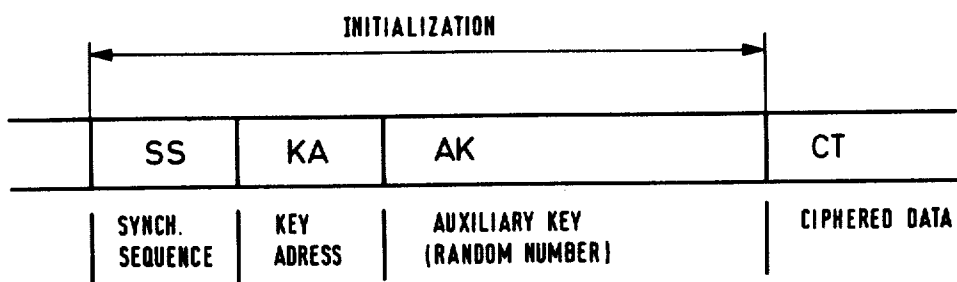 INITIALIZATION
SS KA AK CT
SYNCH. KEY AUXILIARY KEY CIPHERED DATA
SEQUENCE ADRESS (RANDOM NUMBER)